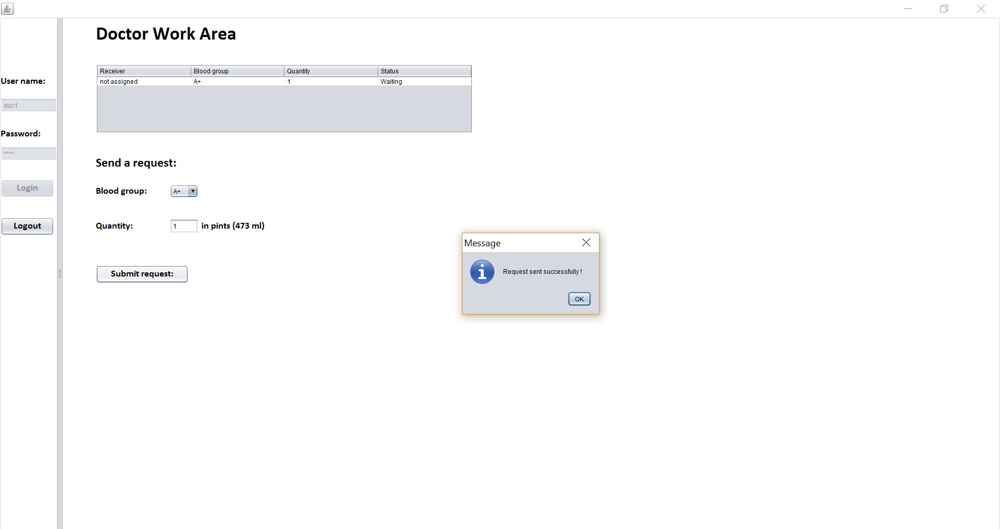 Doctor Work Area
Receiver Blood group Quantity Status
not assigned A+ 1 Waiting
User name:
doc1
Password:
****
Login
Logout
Send a request:
Blood group: A+
Quantity: 1 in pints (473 ml)
Submit request:
Message
Request sent successfully !
OK